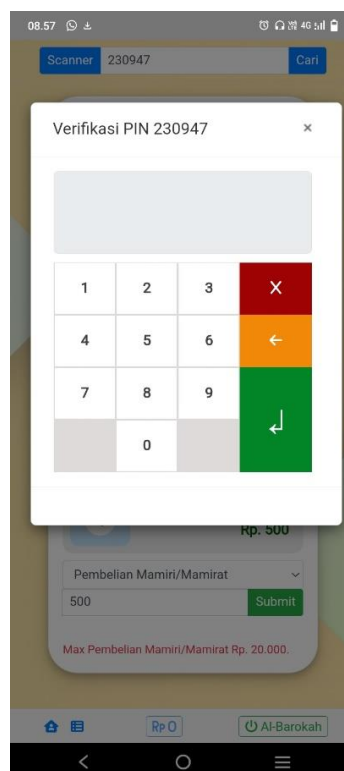 08.57 4G
Scanner 230947 Cari
Verifikasi PIN 230947 ×
1 2 3 X
4 5 6 ←
7 8 9
0
Rp. 500
Pembelian Mamiri/Mamirat
500 Submit
Max Pembelian Mamiri/Mamirat Rp. 20.000.
Rp 0 Al-Barokah